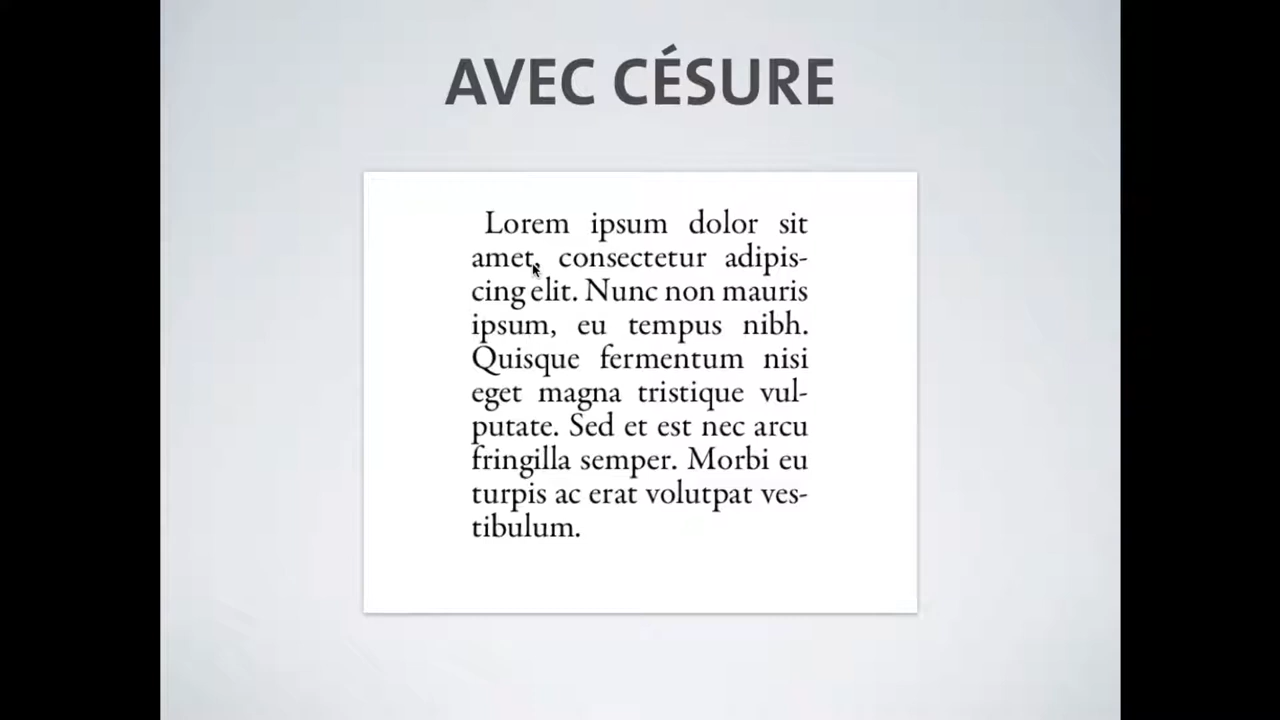 AVEC CÉSURE
Lorem ipsum dolor sit
amet, consectetur adipis-
cing elit. Nunc non mauris
ipsum, eu tempus nibh.
Quisque fermentum nisi
eget magna tristique vul-
putate. Sed et est nec arcu
fringilla semper. Morbi eu
turpis ac erat volutpat ves-
tibulum.